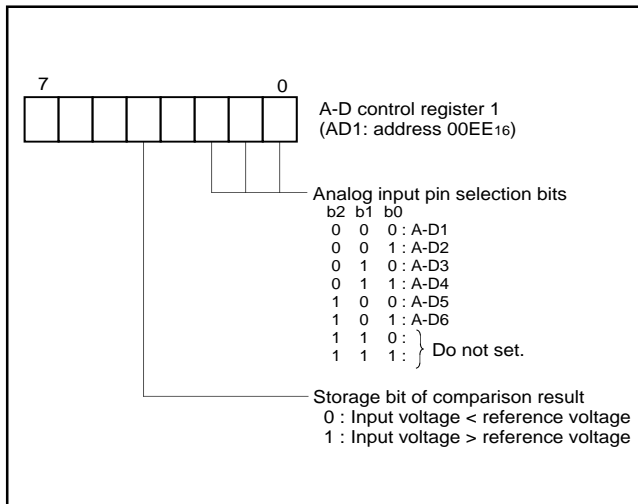 7 0
A-D control register 1
(AD1: address 00EE16)
Analog input pin selection bits
b2 b1 b0
0 0 0 : A-D1
0 0 1 : A-D2
0 1 0 : A-D3
0 1 1 : A-D4
1 0 0 : A-D5
1 0 1 : A-D6
1 1 0 :
1 1 1 :
} Do not set.
Storage bit of comparison result
0 : Input voltage < reference voltage
1 : Input voltage > reference voltage